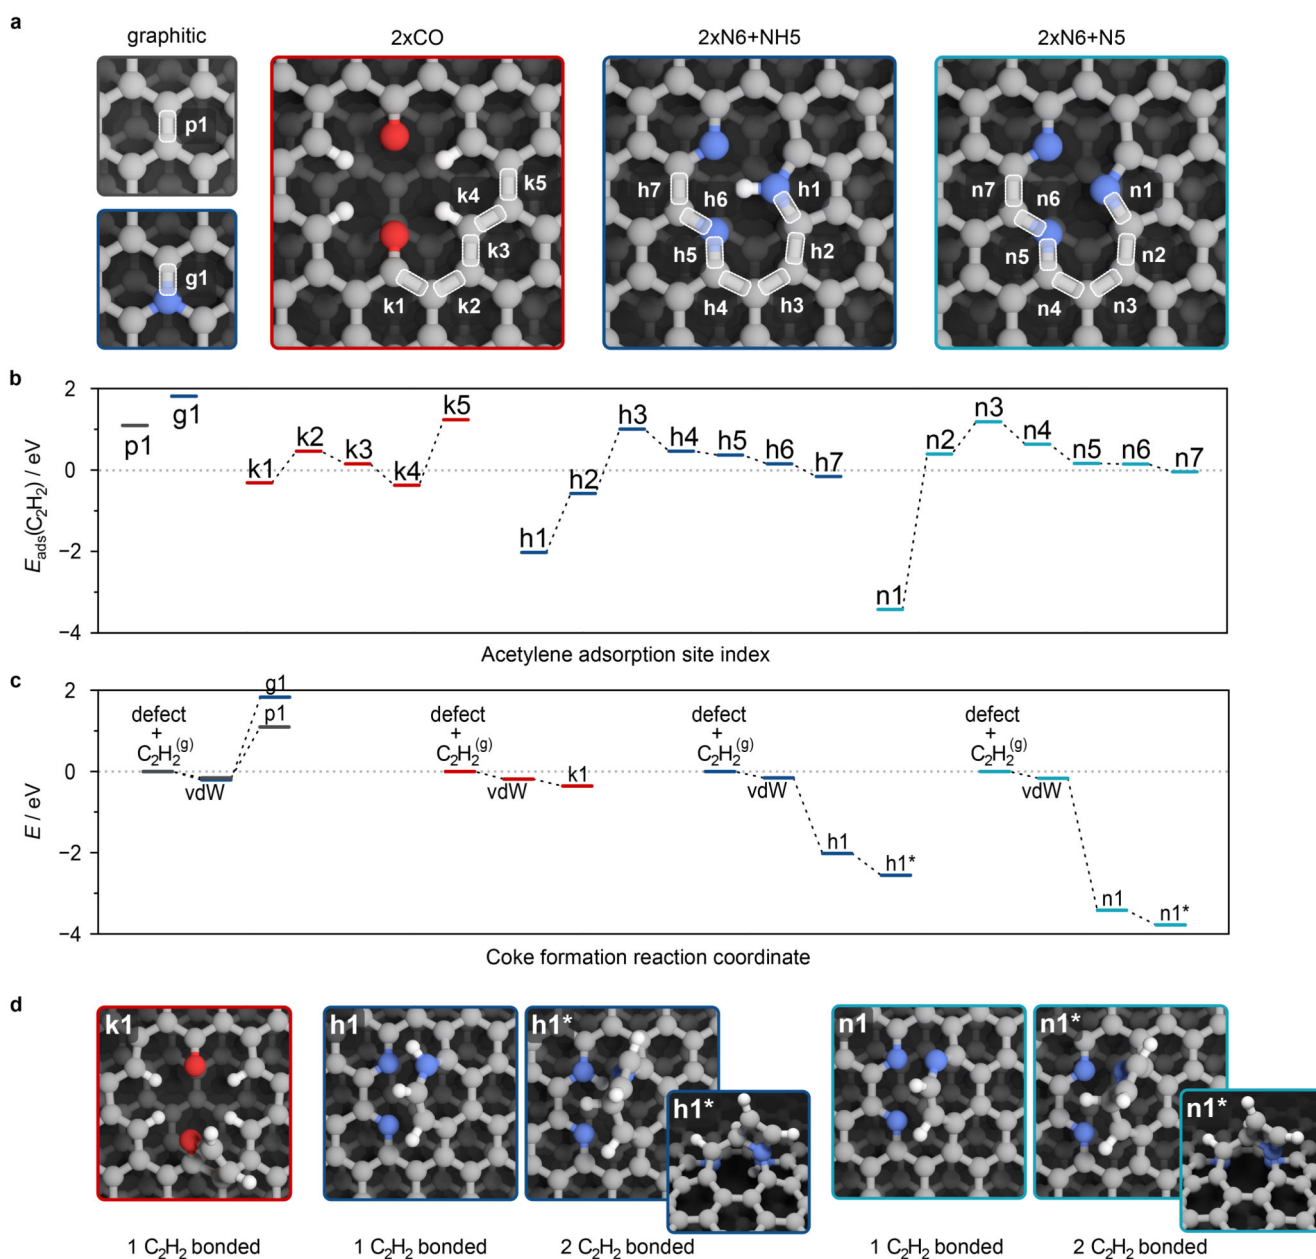 a
graphitic
2xCO
2xN6+NH5
2xN6+N5
p1
g1
k1
k2
k3
k4
k5
h1
h2
h3
h4
h5
h6
h7
n1
n2
n3
n4
n5
n6
n7
b
Eads(C2H2) / eV
2
0
−2
−4
p1
g1
k1
k2
k3
k4
k5
h1
h2
h3
h4
h5
h6
h7
n1
n2
n3
n4
n5
n6
n7
Acetylene adsorption site index
c
E / eV
2
0
−2
−4
defect
+
C2H2(g)
vdW
g1
p1
defect
+
C2H2(g)
vdW
k1
defect
+
C2H2(g)
vdW
h1
h1*
defect
+
C2H2(g)
vdW
n1
n1*
Coke formation reaction coordinate
d
k1
h1
h1*
h1*
n1
n1*
n1*
1 C2H2 bonded
1 C2H2 bonded
2 C2H2 bonded
1 C2H2 bonded
2 C2H2 bonded